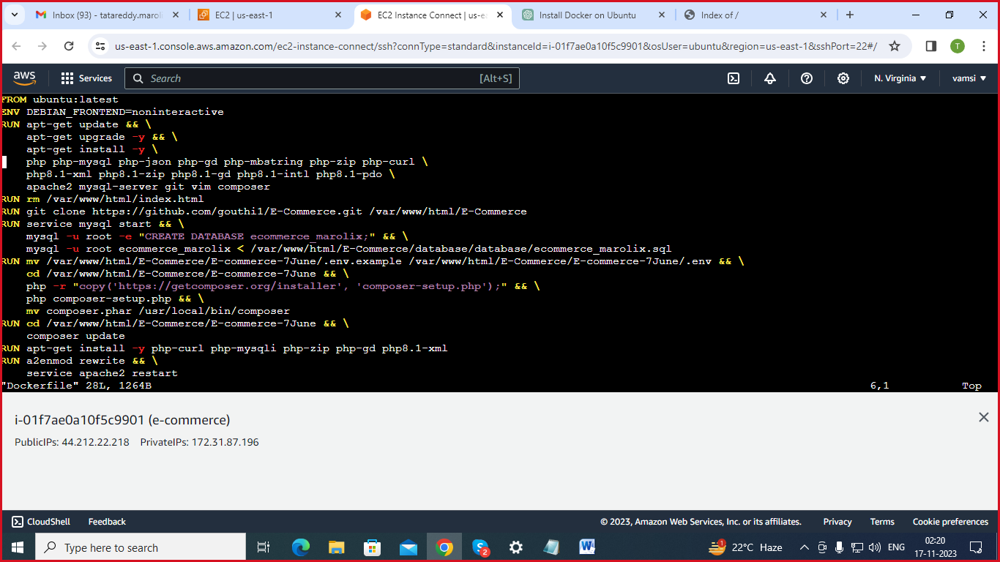 Inbox (93) - tatareddy.maroli
EC2 | us-east-1
EC2 Instance Connect | us-ea
Install Docker on Ubuntu
Index of /
us-east-1.console.aws.amazon.com/ec2-instance-connect/ssh?connType=standard&instanceId=i-01f7ae0a10f5c9901&osUser=ubuntu&region=us-east-1&sshPort=22#/
T
aws
Services
Search
[Alt+S]
N. Virginia
vamsi
FROM ubuntu:latest
ENV DEBIAN_FRONTEND=noninteractive
RUN apt-get update && \
apt-get upgrade -y && \
apt-get install -y \
php php-mysql php-json php-gd php-mbstring php-zip php-curl \
php8.1-xml php8.1-zip php8.1-gd php8.1-intl php8.1-pdo \
apache2 mysql-server git vim composer
RUN rm /var/www/html/index.html
RUN git clone https://github.com/gouthi1/E-Commerce.git /var/www/html/E-Commerce
RUN service mysql start && \
mysql -u root -e "CREATE DATABASE ecommerce_marolix;" && \
mysql -u root ecommerce_marolix < /var/www/html/E-Commerce/database/database/ecommerce_marolix.sql
RUN mv /var/www/html/E-Commerce/E-commerce-7June/.env.example /var/www/html/E-Commerce/E-commerce-7June/.env && \
cd /var/www/html/E-Commerce/E-commerce-7June && \
php -r "copy('https://getcomposer.org/installer', 'composer-setup.php');" && \
php composer-setup.php && \
mv composer.phar /usr/local/bin/composer
RUN cd /var/www/html/E-Commerce/E-commerce-7June && \
composer update
RUN apt-get install -y php-curl php-mysqli php-zip php-gd php8.1-xml
RUN a2enmod rewrite && \
service apache2 restart
"Dockerfile" 28L, 1264B 6,1 Top
i-01f7ae0a10f5c9901 (e-commerce)
PublicIPs: 44.212.22.218 PrivateIPs: 172.31.87.196
CloudShell Feedback © 2023, Amazon Web Services, Inc. or its affiliates. Privacy Terms Cookie preferences
Type here to search
2
1
22°C Haze
ENG
02:20
17-11-2023